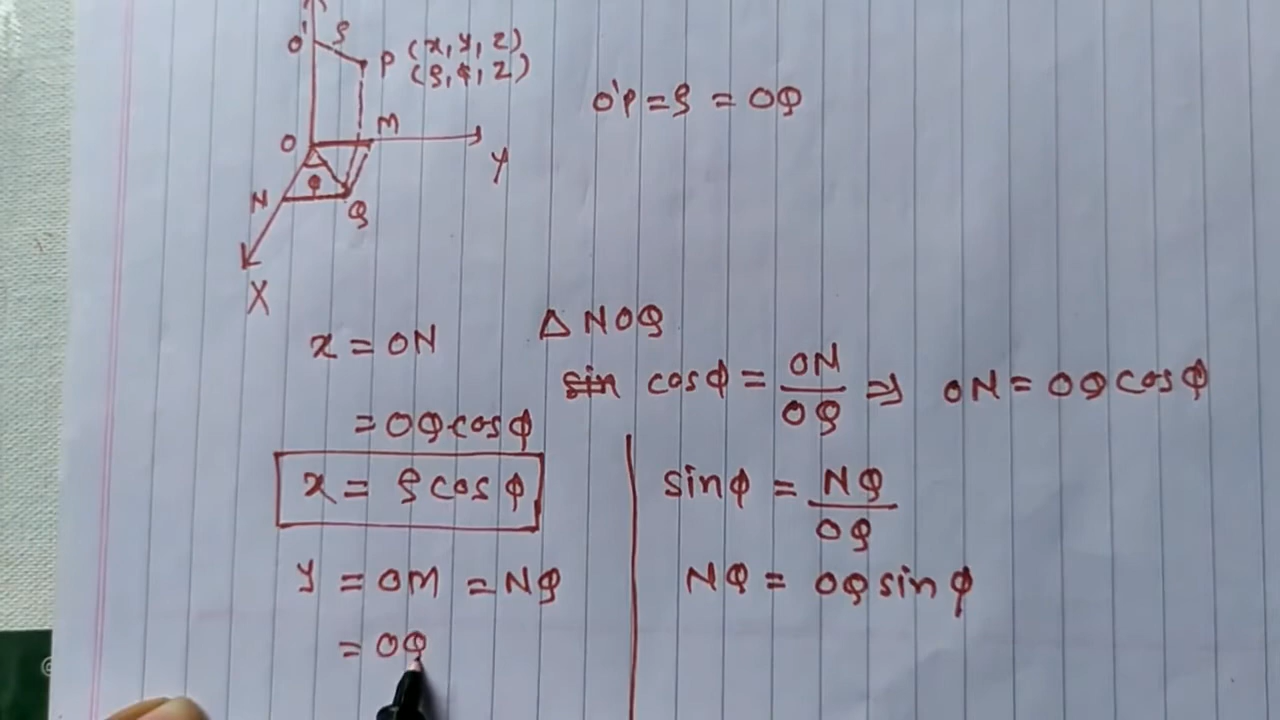 O' ρ P (x, y, z)
(ρ, ϕ, z)
O'P = ρ = OQ
O M
Y
N ϕ Q
X
x = ON
Δ NOQ
= OQ cos ϕ
sin cos ϕ = ON / OQ ⇒ ON = OQ cos ϕ
x = ρ cos ϕ
sin ϕ = NQ / OQ
Y = OM = NQ
NQ = OQ sin ϕ
= OQ